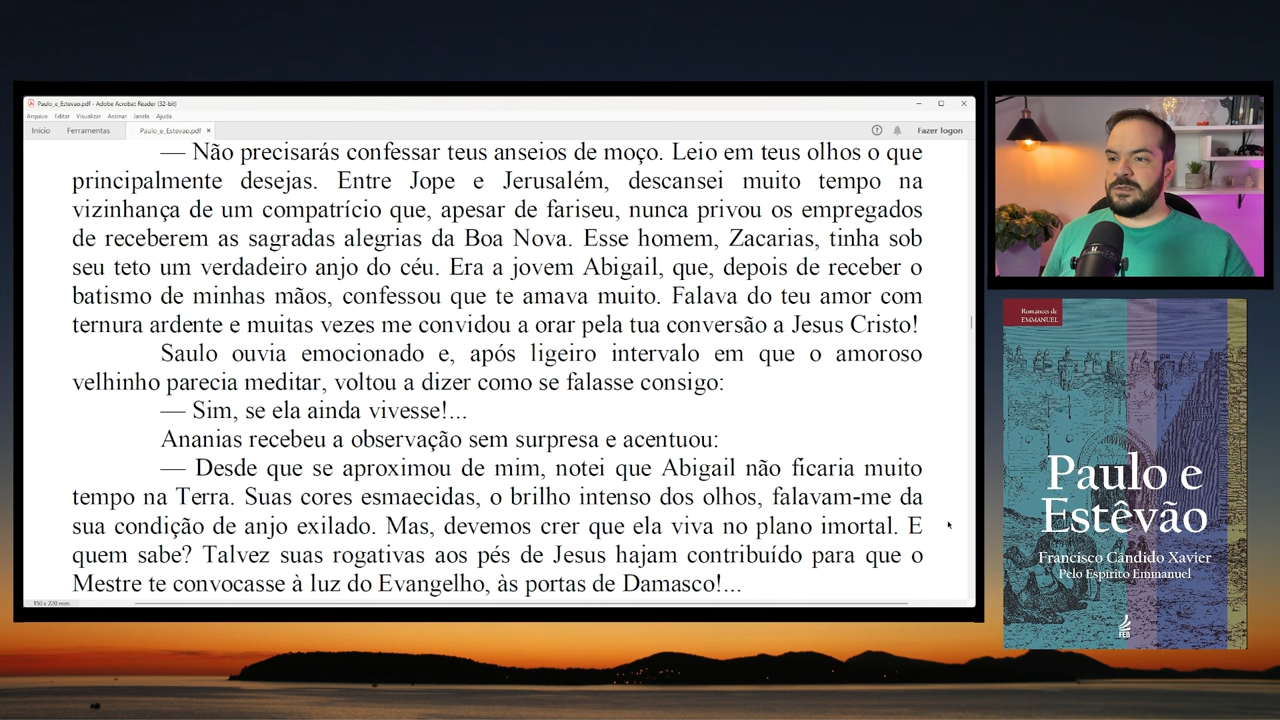 Paulo_e_Estevao.pdf - Adobe Acrobat Reader (32-bit)
Arquivo Editar Visualizar Assinar Janela Ajuda
Início Ferramentas Paulo_e_Estevao.pdf × Fazer logon
— Não precisarás confessar teus anseios de moço. Leio em teus olhos o que
principalmente desejas. Entre Jope e Jerusalém, descansei muito tempo na
vizinhança de um compatrício que, apesar de fariseu, nunca privou os empregados
de receberem as sagradas alegrias da Boa Nova. Esse homem, Zacarias, tinha sob
seu teto um verdadeiro anjo do céu. Era a jovem Abigail, que, depois de receber o
batismo de minhas mãos, confessou que te amava muito. Falava do teu amor com
ternura ardente e muitas vezes me convidou a orar pela tua conversão a Jesus Cristo!
Saulo ouvia emocionado e, após ligeiro intervalo em que o amoroso
velhinho parecia meditar, voltou a dizer como se falasse consigo:
— Sim, se ela ainda vivesse!...
Ananias recebeu a observação sem surpresa e acentuou:
— Desde que se aproximou de mim, notei que Abigail não ficaria muito
tempo na Terra. Suas cores esmaecidas, o brilho intenso dos olhos, falavam-me da
sua condição de anjo exilado. Mas, devemos crer que ela viva no plano imortal. E
quem sabe? Talvez suas rogativas aos pés de Jesus hajam contribuído para que o
Mestre te convocasse à luz do Evangelho, às portas de Damasco!...
150 x 220 mm
Romances de
EMMANUEL
Paulo e
Estêvão
Francisco Cândido Xavier
Pelo Espírito Emmanuel
FEB